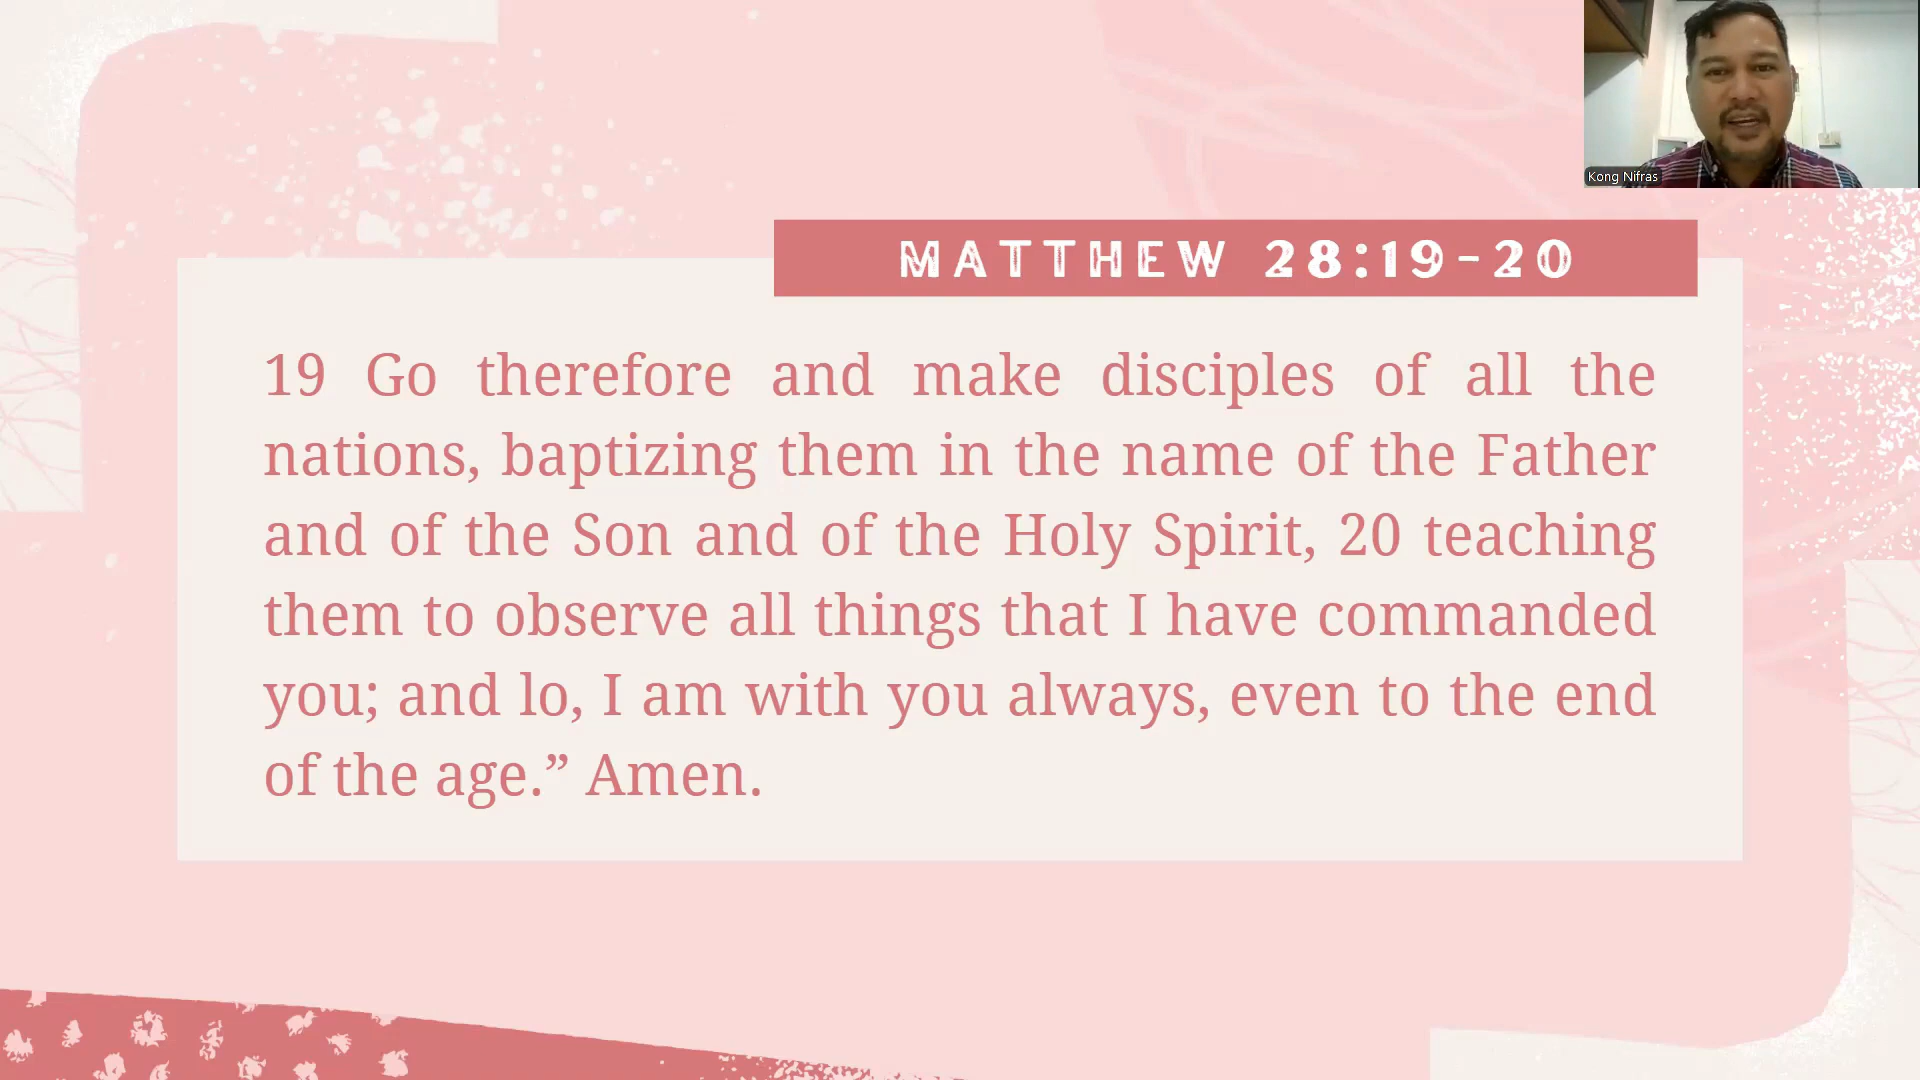 Kong Nifras
MATTHEW 28:19-20
19 Go therefore and make disciples of all the
nations, baptizing them in the name of the Father
and of the Son and of the Holy Spirit, 20 teaching
them to observe all things that I have commanded
you; and lo, I am with you always, even to the end
of the age.” Amen.